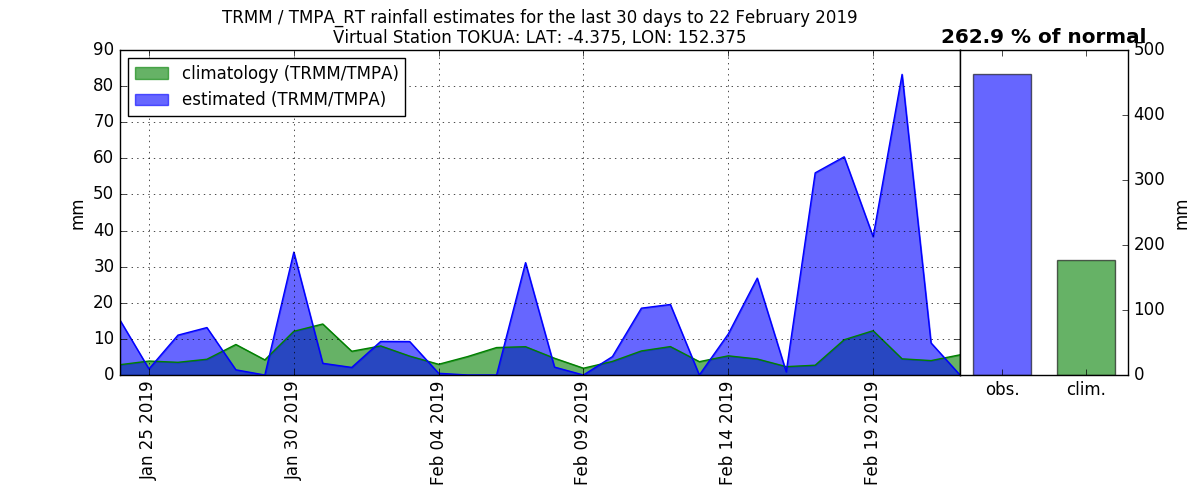 TRMM / TMPA_RT rainfall estimates for the last 30 days to 22 February 2019
Virtual Station TOKUA: LAT: -4.375, LON: 152.375
262.9 % of normal
climatology (TRMM/TMPA)
estimated (TRMM/TMPA)
90
80
70
60
50
40
30
20
10
0
mm
Jan 25 2019
Jan 30 2019
Feb 04 2019
Feb 09 2019
Feb 14 2019
Feb 19 2019
obs.
clim.
500
400
300
200
100
0
mm